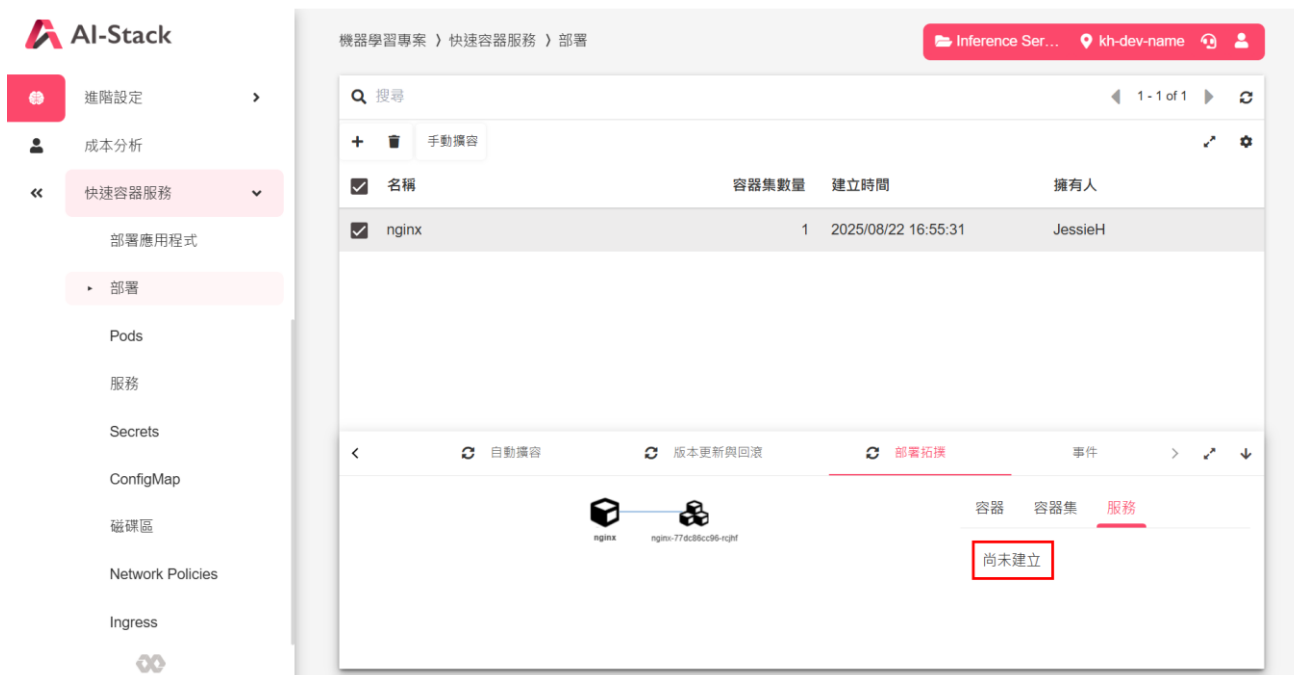 AI-Stack
機器學習專案 ❯ 快速容器服務 ❯ 部署
Inference Ser... kh-dev-name
進階設定
成本分析
快速容器服務
部署應用程式
部署
Pods
服務
Secrets
ConfigMap
磁碟區
Network Policies
Ingress
搜尋
1 - 1 of 1
手動擴容
名稱 容器集數量 建立時間 擁有人
nginx 1 2025/08/22 16:55:31 JessieH
自動擴容 版本更新與回滾 部署拓撲 事件
容器 容器集 服務
nginx nginx-77dc86cc96-rcjhf
尚未建立